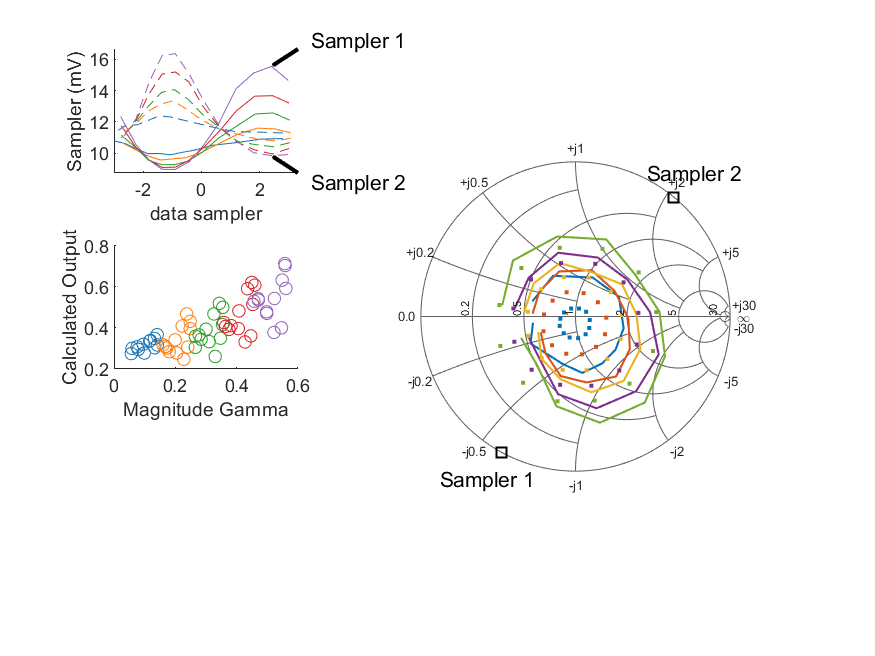 Sampler 1
Sampler (mV)
16
14
12
10
-2
0
2
data sampler
Sampler 2
Calculated Output
0.8
0.6
0.4
0.2
0
0.2
0.4
0.6
Magnitude Gamma
+j1
+j0.5
Sampler 2
+j2
+j0.2
+j5
0.0
0.2
0.5
1
2
5
30
+j30
∞
-j30
-j0.2
-j5
-j0.5
-j2
Sampler 1
-j1